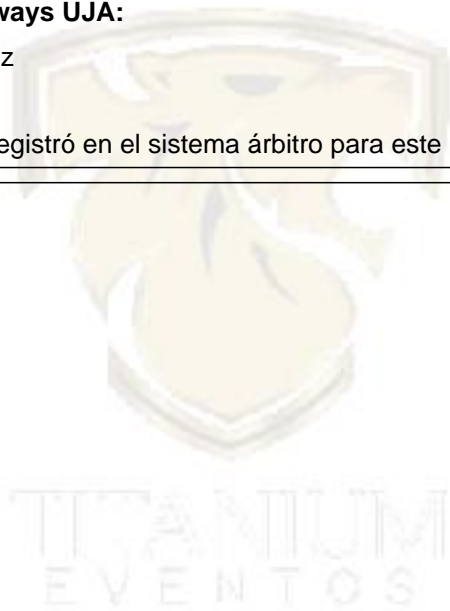 ways UJA:
z
egistró en el sistema árbitro para este
TITANIUM
EVENTOS